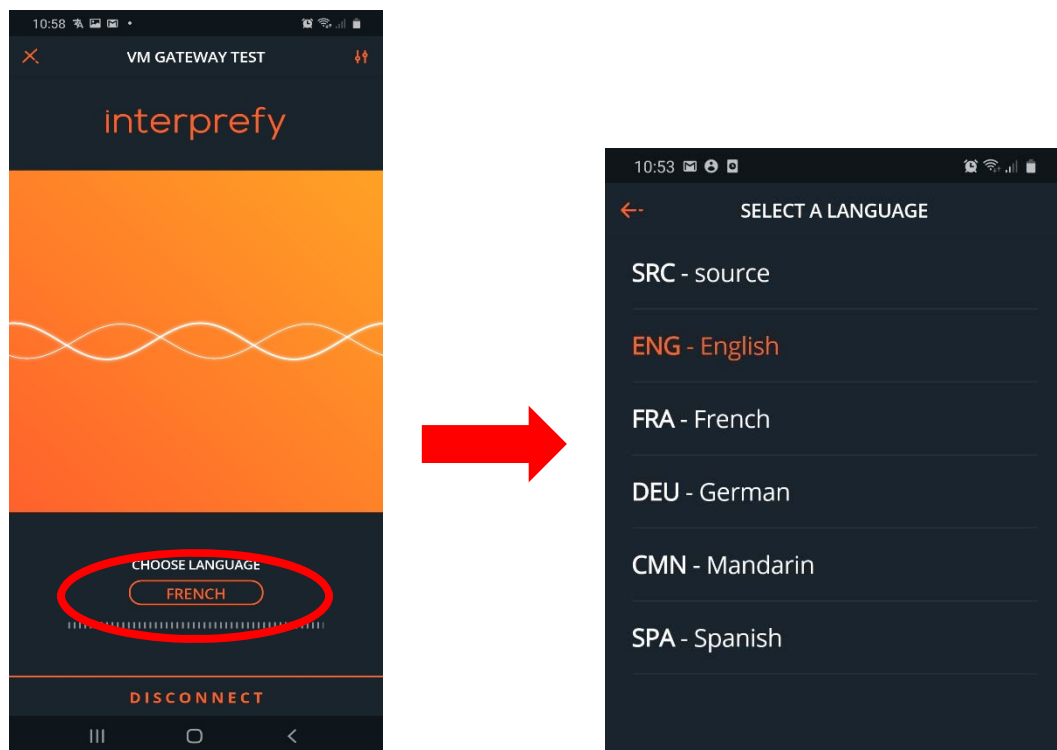 10:58
VM GATEWAY TEST
interprefy
CHOOSE LANGUAGE
FRENCH
DISCONNECT
10:53
SELECT A LANGUAGE
SRC - source
ENG - English
FRA - French
DEU - German
CMN - Mandarin
SPA - Spanish